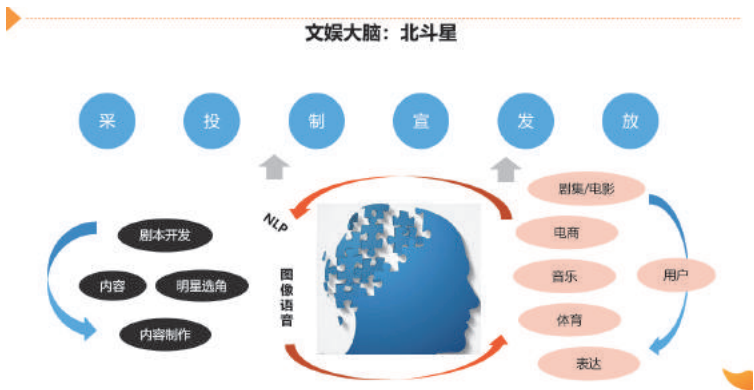 文娱大脑：北斗星
采 投 制 宣 发 放
剧集/电影
NLP
剧本开发
电商
图像语音
内容
明星选角
音乐
用户
内容制作
体育
表达